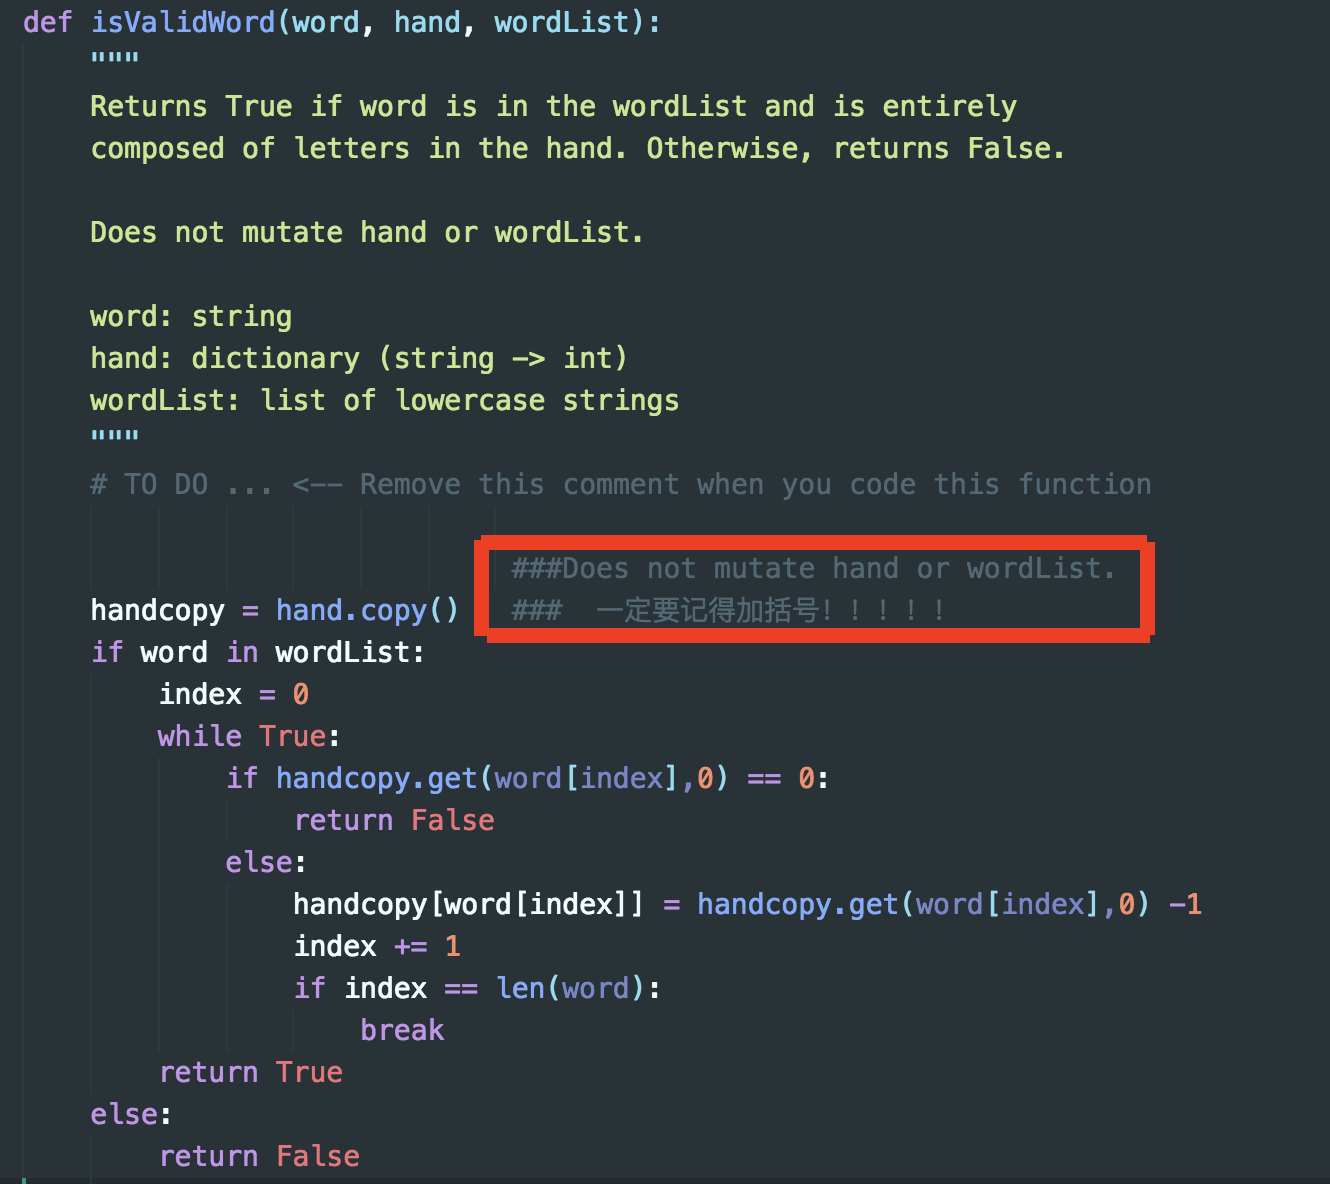 def isValidWord(word, hand, wordList):
    """
    Returns True if word is in the wordList and is entirely
    composed of letters in the hand. Otherwise, returns False.
    Does not mutate hand or wordList.
    word: string
    hand: dictionary (string -> int)
    wordList: list of lowercase strings
    """
    # TO DO ... <-- Remove this comment when you code this function
                             ###Does not mutate hand or wordList.
    handcopy = hand.copy()   ###  一定要记得加括号！！！！！
    if word in wordList:
        index = 0
        while True:
            if handcopy.get(word[index],0) == 0:
                return False
            else:
                handcopy[word[index]] = handcopy.get(word[index],0) -1
                index += 1
                if index == len(word):
                    break
        return True
    else:
        return False